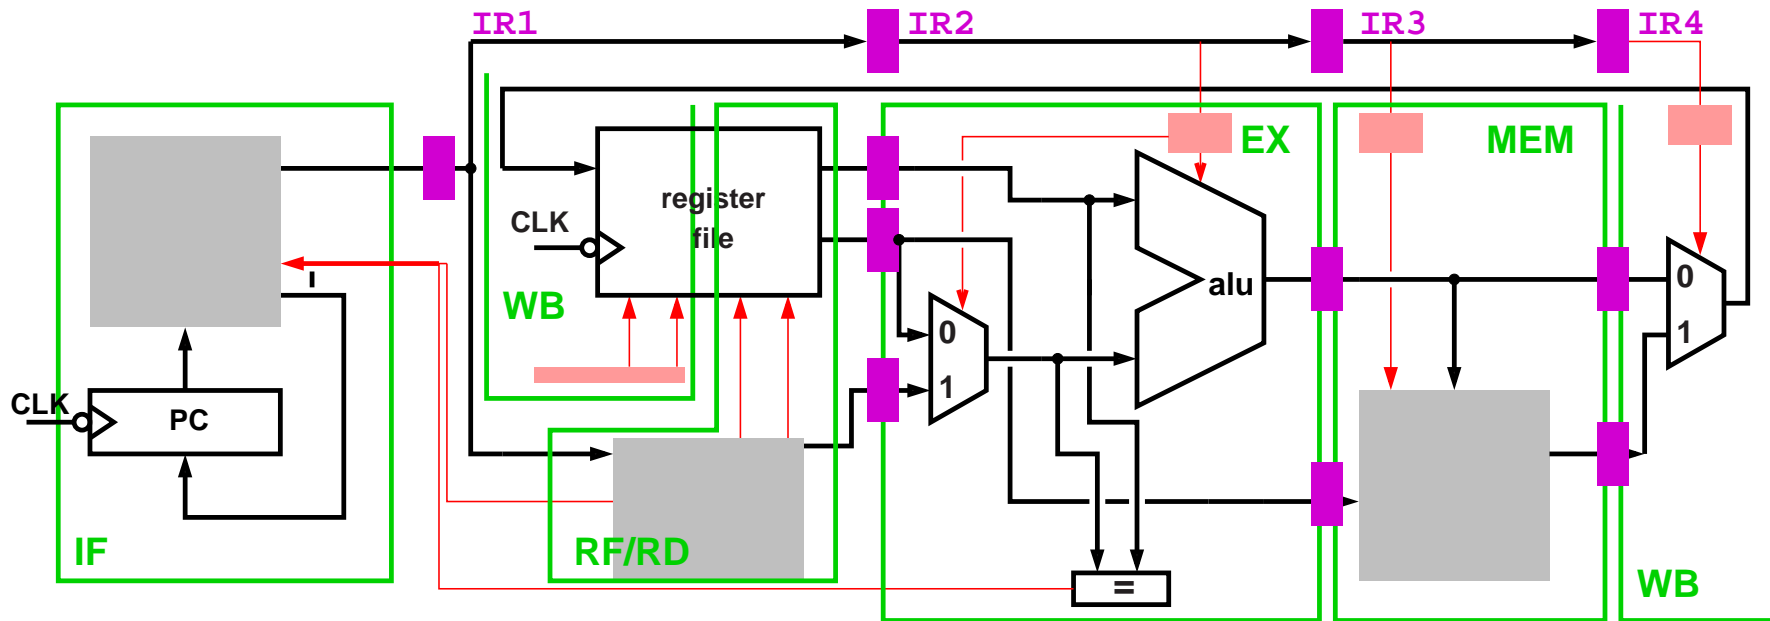 IR1
IR2
IR3
IR4
EX
MEM
register
file
CLK
WB
alu
0
1
0
1
CLK
PC
IF
RF/RD
=
WB